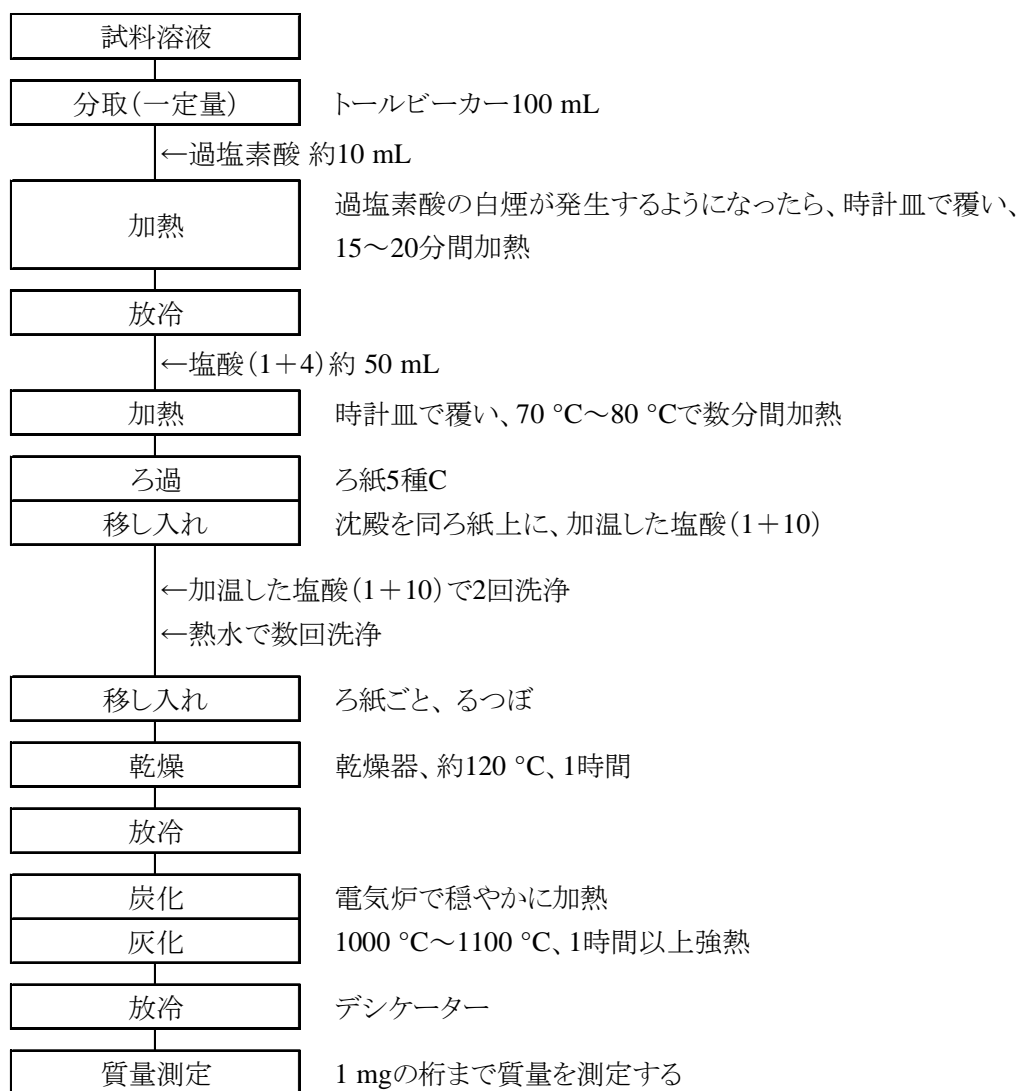 試料溶液
分取(一定量) トールビーカー100 mL
←過塩素酸 約10 mL
加熱 過塩素酸の白煙が発生するようになったら、時計皿で覆い、
15~20分間加熱
放冷
←塩酸(1+4)約 50 mL
加熱 時計皿で覆い、70 °C~80 °Cで数分間加熱
ろ過 ろ紙5種C
移し入れ 沈殿を同ろ紙上に、加温した塩酸(1+10)
←加温した塩酸(1+10)で2回洗浄
←熱水で数回洗浄
移し入れ ろ紙ごと、るつぼ
乾燥 乾燥器、約120 °C、1時間
放冷
炭化 電気炉で穏やかに加熱
灰化 1000 °C~1100 °C、1時間以上強熱
放冷 デシケーター
質量測定 1 mgの桁まで質量を測定する